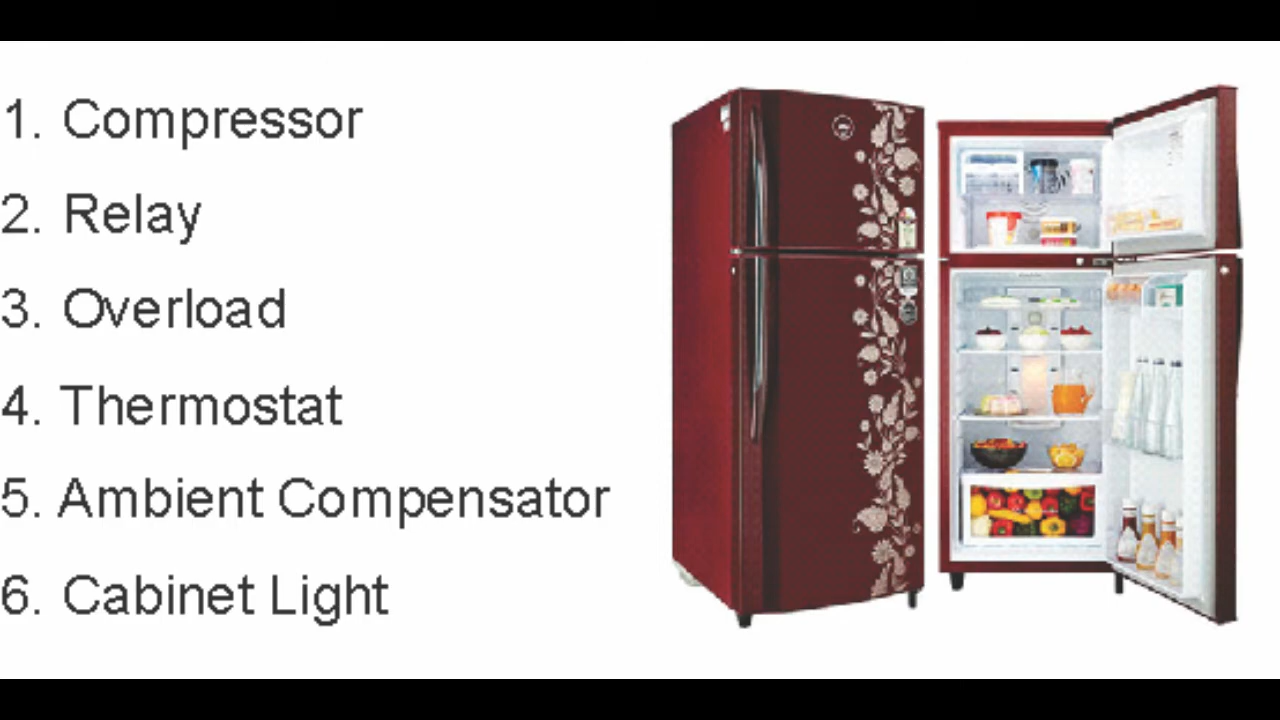 1. Compressor
2. Relay
3. Overload
4. Thermostat
5. Ambient Compensator
6. Cabinet Light